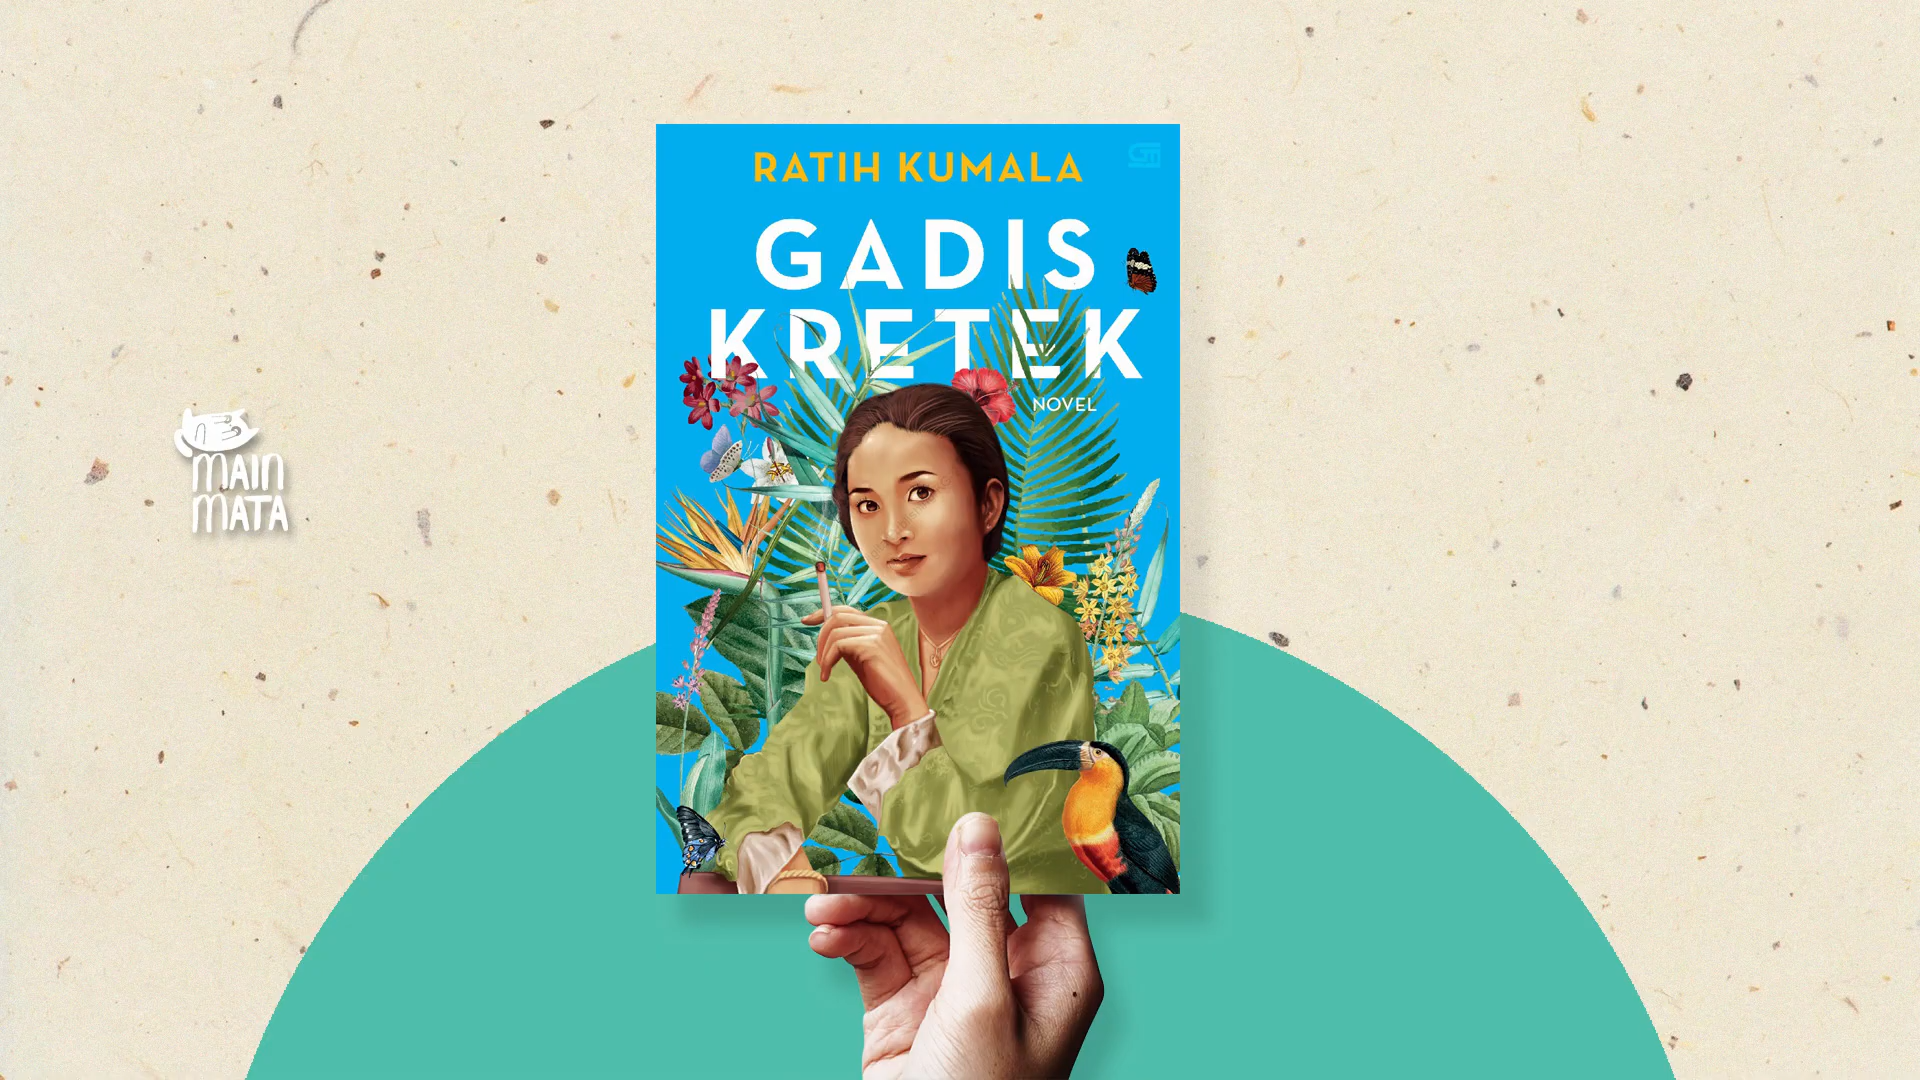 RATIH KUMALA
GADIS
KRETEK
NOVEL
MAIN
MATA